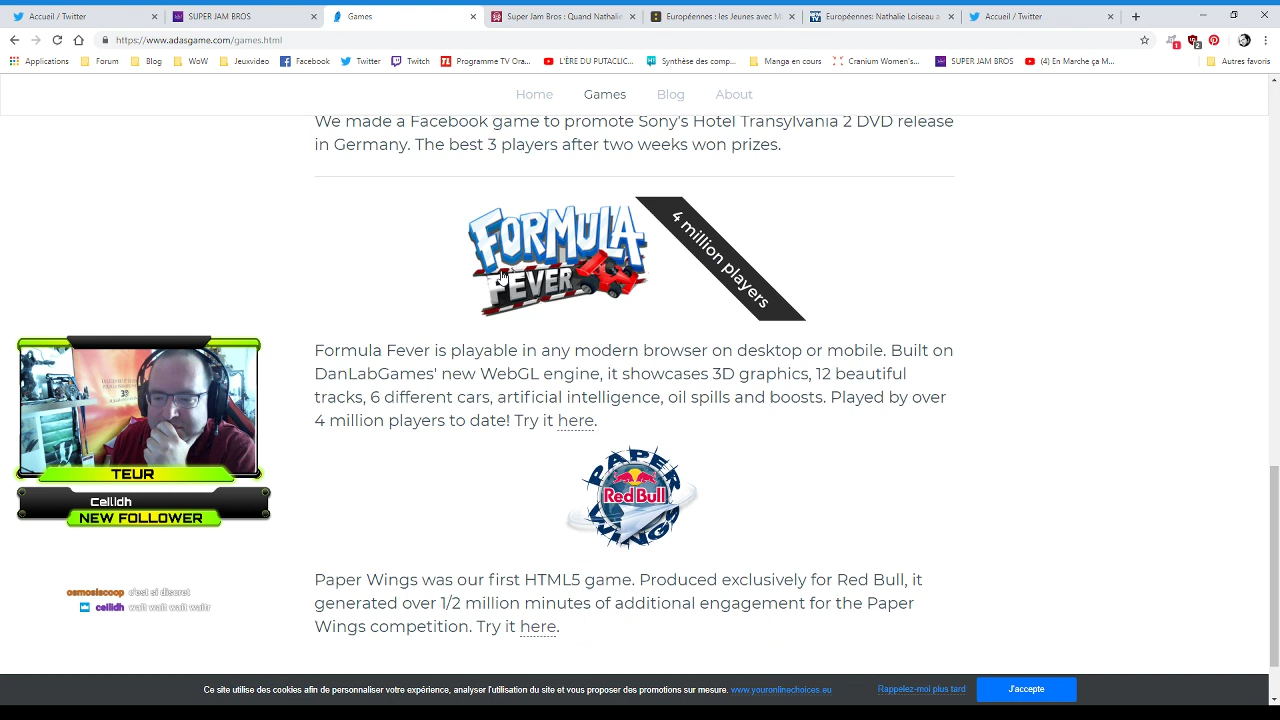 Accueil / Twitter
SUPER JAM BROS
Games
Super Jam Bros : Quand Nathalie
Européennes : les Jeunes avec M
Européennes: Nathalie Loiseau a
Accueil / Twitter
https://www.adasgame.com/games.html
Applications
Forum
Blog
WoW
Jeuxvideo
Facebook
Twitter
Twitch
Programme TV Ora...
L'ÈRE DU PUTACLIC...
Synthèse des comp...
Manga en cours
Cranium Women's...
SUPER JAM BROS
(4) En Marche ça M...
Autres favoris
Home
Games
Blog
About
We made a Facebook game to promote Sony's Hotel Transylvania 2 DVD release
in Germany. The best 3 players after two weeks won prizes.
FORMULA
FEVER
4 million players
Formula Fever is playable in any modern browser on desktop or mobile. Built on
DanLabGames' new WebGL engine, it showcases 3D graphics, 12 beautiful
tracks, 6 different cars, artificial intelligence, oil spills and boosts. Played by over
4 million players to date! Try it here.
PAPER
Red Bull
WINGS
Paper Wings was our first HTML5 game. Produced exclusively for Red Bull, it
generated over 1/2 million minutes of additional engagement for the Paper
Wings competition. Try it here.
TEUR
Ceilidh
NEW FOLLOWER
osmosiscoop c'est si discret
ceilidh wait wait wait waitr
Ce site utilise des cookies afin de personnaliser votre expérience, analyser l'utilisation du site et vous proposer des promotions sur mesure. www.youronlinechoices.eu
Rappelez-moi plus tard
J'accepte